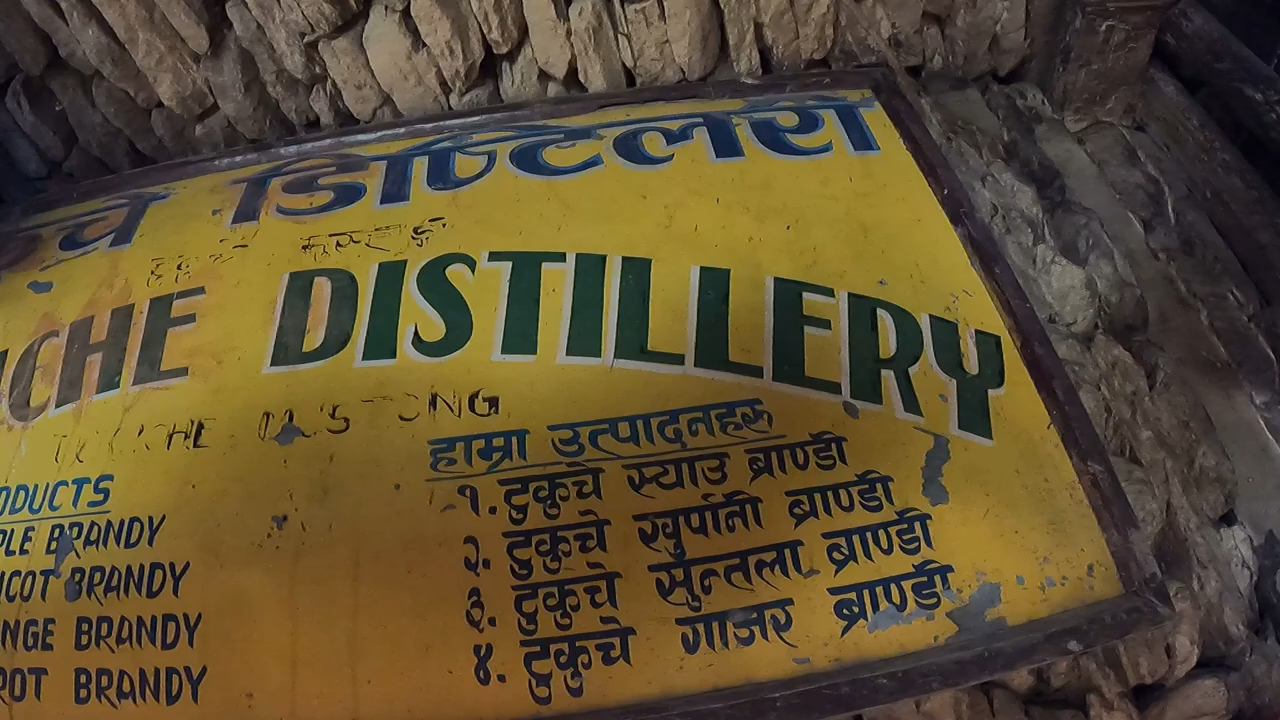 चे डिष्टिलरी
CHE DISTILLERY
हाम्रा उत्पादनहरु
१. टुकुचे स्याउ ब्राण्डी
२. टुकुचे खुर्पानी ब्राण्डी
३. टुकुचे सुन्तला ब्राण्डी
४. टुकुचे गाजर ब्राण्डी
ODUCTS
PLE BRANDY
ICOT BRANDY
NGE BRANDY
ROT BRANDY